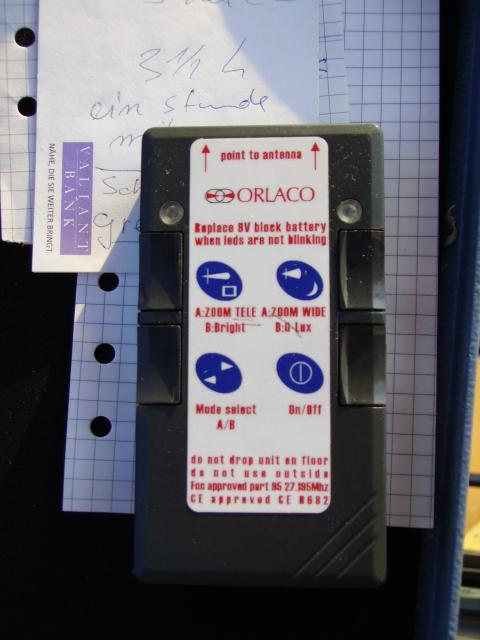 3 1/2 h
ein Stunde
NÄHE, DIE SIE WEITER BRINGT.
VALIANT
BANK
point to antenna
ORLACO
Replace 9V block battery
when leds are not blinking
A:ZOOM TELE A:ZOOM WIDE
B:Bright B:0 Lux
Mode select On/Off
A/B
do not drop unit on floor
do not use outside
Fcc approved part 95 27,195Mhz
CE approved CE 0682